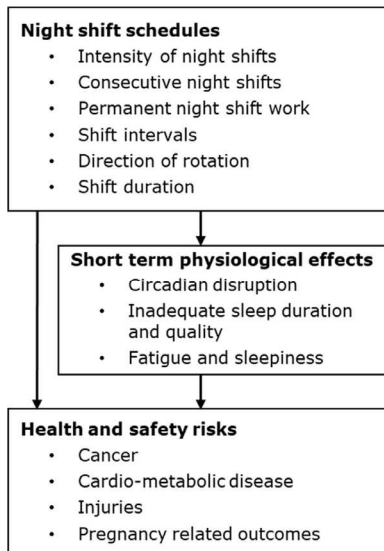 Night shift schedules
• Intensity of night shifts
• Consecutive night shifts
• Permanent night shift work
• Shift intervals
• Direction of rotation
• Shift duration
Short term physiological effects
• Circadian disruption
• Inadequate sleep duration
and quality
• Fatigue and sleepiness
Health and safety risks
• Cancer
• Cardio-metabolic disease
• Injuries
• Pregnancy related outcomes